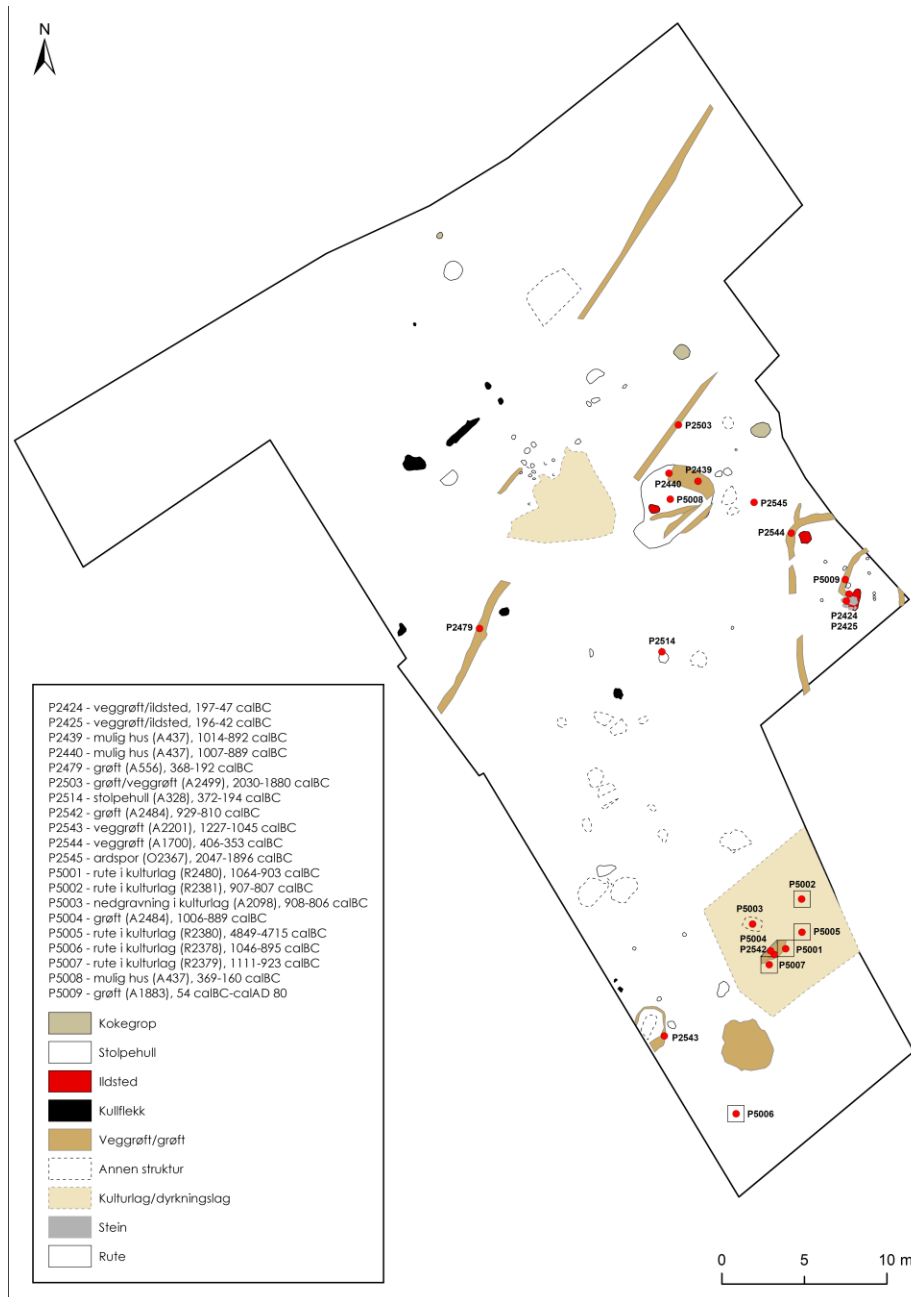 N
P2503
P2439
P2440
P5008
P2545
P2544
P5009
P2424
P2425
P2479
P2514
P2424 - veggrøft/ildsted, 197-47 calBC
P2425 - veggrøft/ildsted, 196-42 calBC
P2439 - mulig hus (A437), 1014-892 calBC
P2440 - mulig hus (A437), 1007-889 calBC
P2479 - grøft (A556), 368-192 calBC
P2503 - grøft/veggrøft (A2499), 2030-1880 calBC
P2514 - stolpehull (A328), 372-194 calBC
P2542 - grøft (A2484), 929-810 calBC
P2543 - veggrøft (A2201), 1227-1045 calBC
P2544 - veggrøft (A1700), 406-353 calBC
P2545 - ardspor (O2367), 2047-1896 calBC
P5001 - rute i kulturlag (R2480), 1064-903 calBC
P5002 - rute i kulturlag (R2381), 907-807 calBC
P5003 - nedgravning i kulturlag (A2098), 908-806 calBC
P5004 - grøft (A2484), 1006-889 calBC
P5005 - rute i kulturlag (R2380), 4849-4715 calBC
P5006 - rute i kulturlag (R2378), 1046-895 calBC
P5007 - rute i kulturlag (R2379), 1111-923 calBC
P5008 - mulig hus (A437), 369-160 calBC
P5009 - grøft (A1883), 54 calBC-calAD 80
Kokegrop
Stolpehull
Ildsted
Kullflekk
Veggrøft/grøft
Annen struktur
Kulturlag/dyrkningslag
Stein
Rute
P5002
P5003
P5005
P5004
P2542
P5001
P5007
P2543
P5006
0 5 10 m